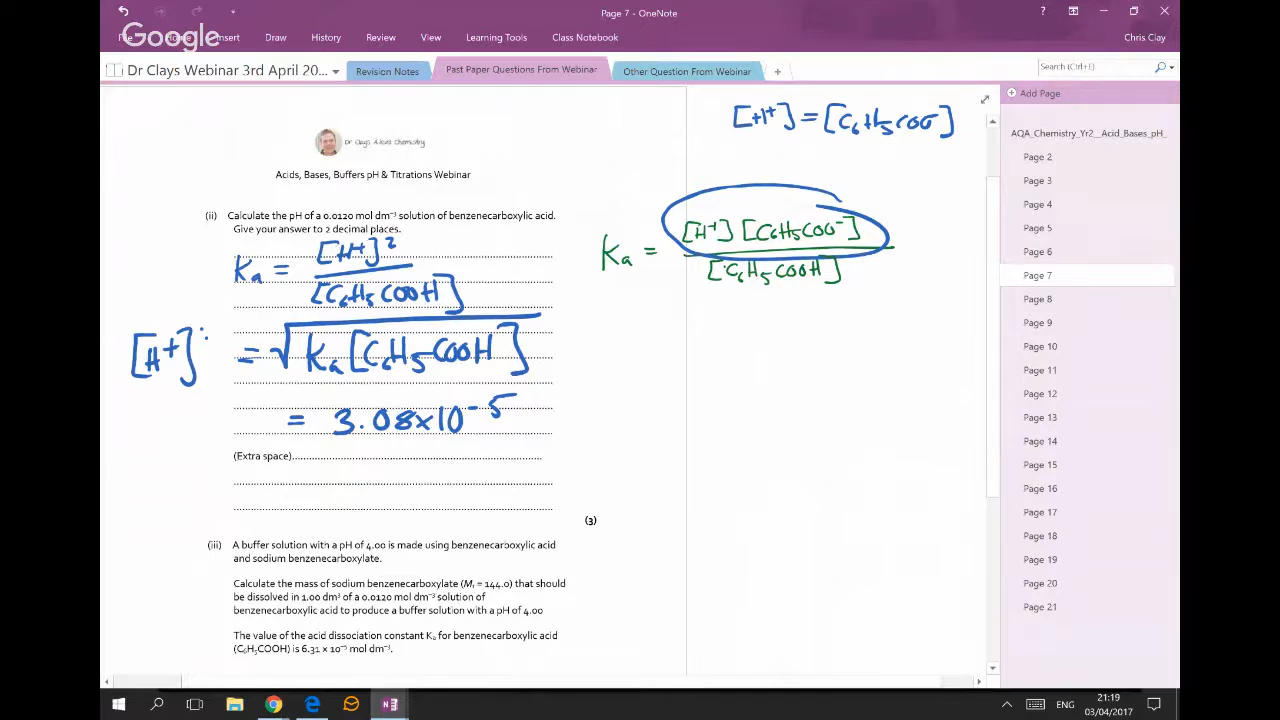 Page 7 - OneNote
Google
Insert
Draw
History
Review
View
Learning Tools
Class Notebook
Chris Clay
Dr Clays Webinar 3rd April 20...
Revision Notes
Past Paper Questions From Webinar
Other Question From Webinar
Search (Ctrl+E)
Add Page
AQA_Chemistry_Yr2__Acid_Bases_pH_
Page 2
Page 3
Page 4
Page 5
Page 6
Page 7
Page 8
Page 9
Page 10
Page 11
Page 12
Page 13
Page 14
Page 15
Page 16
Page 17
Page 18
Page 19
Page 20
Page 21
[H⁺] = [C₆H₅COO⁻]
Dr Clays A Level Chemistry
Acids, Bases, Buffers pH & Titrations Webinar
(ii) Calculate the pH of a 0.0120 mol dm⁻³ solution of benzenecarboxylic acid.
Give your answer to 2 decimal places.
Ka = [H⁺]² / [C₆H₅COOH]
[H⁺] = √Ka[C₆H₅COOH]
= 3.08x10⁻⁵
Ka = [H⁺][C₆H₅COO⁻] / [C₆H₅COOH]
(Extra space)
(3)
(iii) A buffer solution with a pH of 4.00 is made using benzenecarboxylic acid
and sodium benzenecarboxylate.
Calculate the mass of sodium benzenecarboxylate (Mᵣ = 144.0) that should
be dissolved in 1.00 dm³ of a 0.0120 mol dm⁻³ solution of
benzenecarboxylic acid to produce a buffer solution with a pH of 4.00
The value of the acid dissociation constant Kₐ for benzenecarboxylic acid
(C₆H₅COOH) is 6.31 x 10⁻⁵ mol dm⁻³.
ENG
21:19
03/04/2017